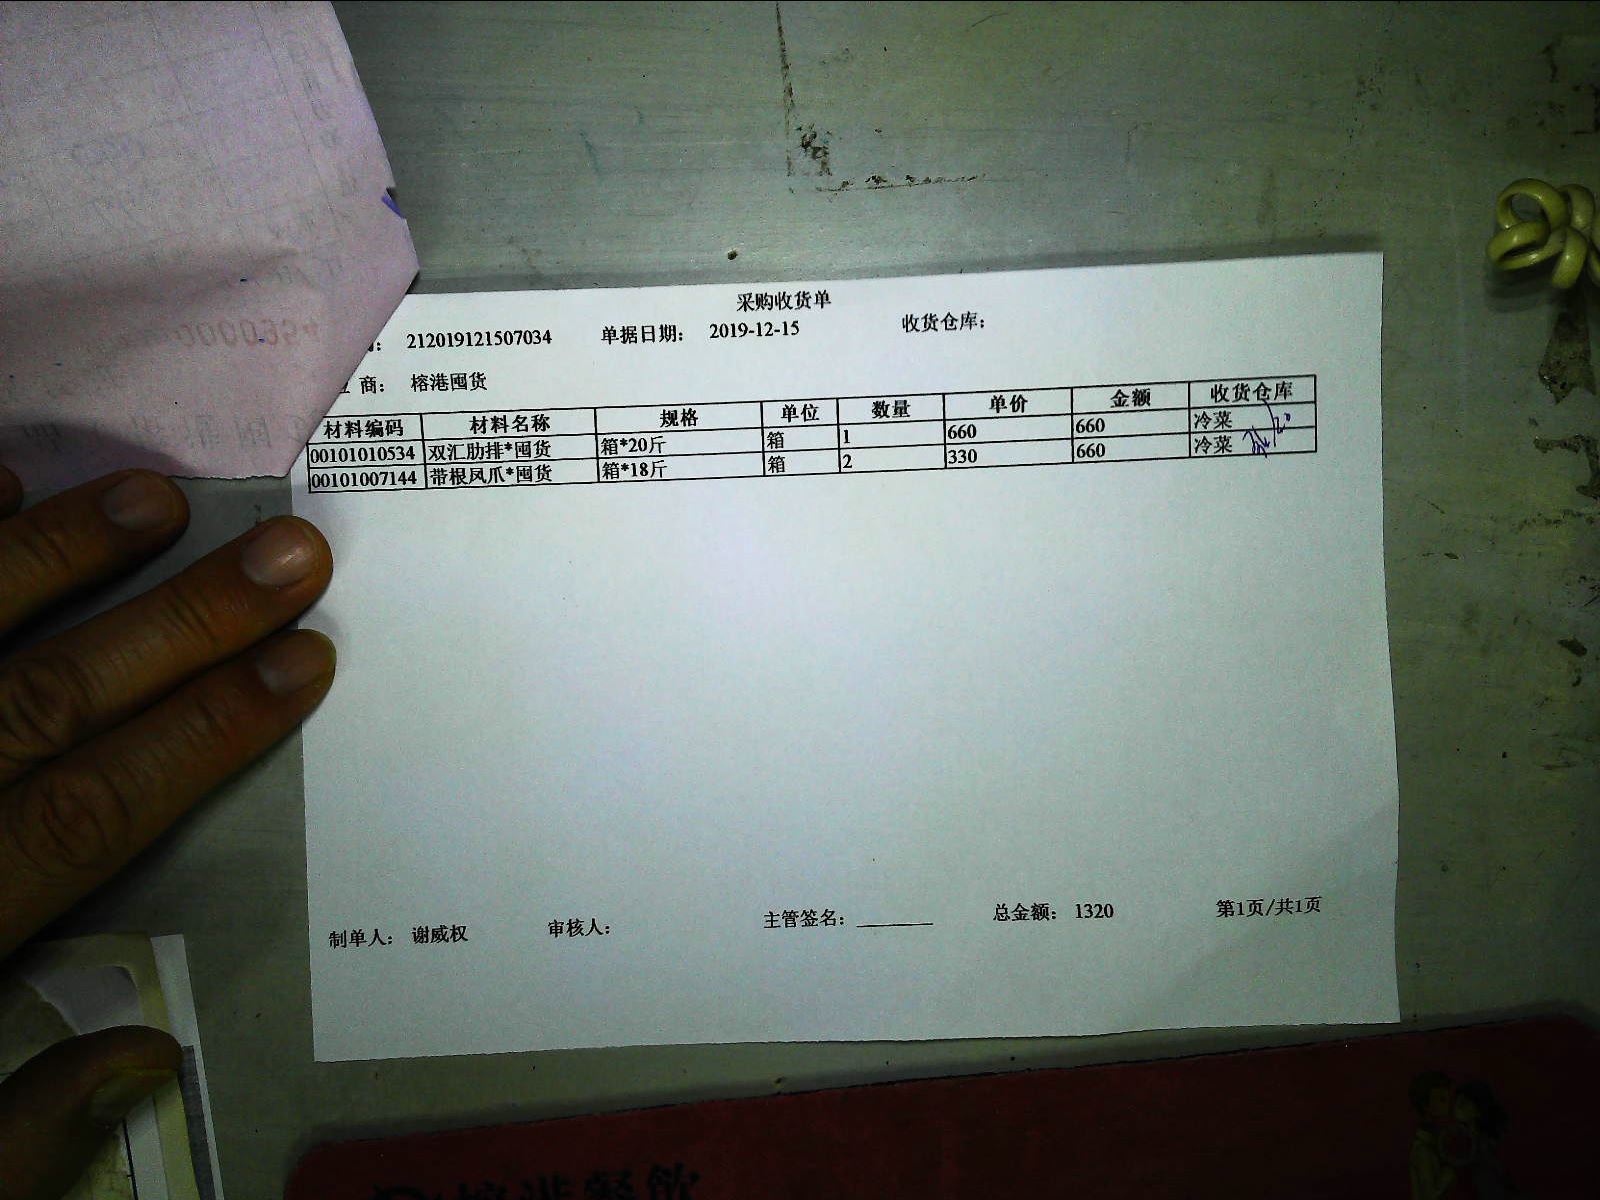 采购收货单
212019121507034 单据日期: 2019-12-15 收货仓库:
商: 榕港囤货
材料编码 材料名称 规格 单位 数量 单价 金额 收货仓库
00101010534 双汇肋排*囤货 箱*20斤 箱 1 660 660 冷菜
00101007144 带根凤爪*囤货 箱*18斤 箱 2 330 660 冷菜
制单人: 谢威权 审核人: 主管签名: _______ 总金额: 1320 第1页/共1页
0000354